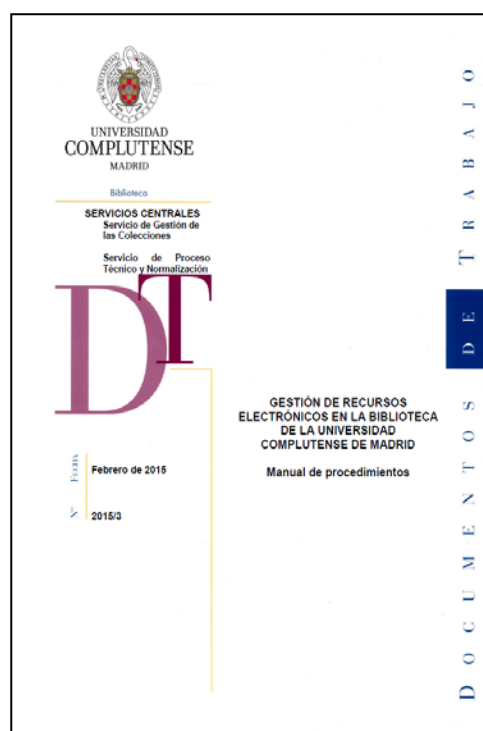 UNIVERSIDAD
COMPLUTENSE
MADRID
Biblioteca
SERVICIOS CENTRALES
Servicio de Gestión de
las Colecciones
Servicio de Proceso
Técnico y Normalización
DT
GESTIÓN DE RECURSOS
ELECTRÓNICOS EN LA BIBLIOTECA
DE LA UNIVERSIDAD
COMPLUTENSE DE MADRID
Manual de procedimientos
FECHA
Febrero de 2015
Nº
2015/3
DOCUMENTOS DE TRABAJO